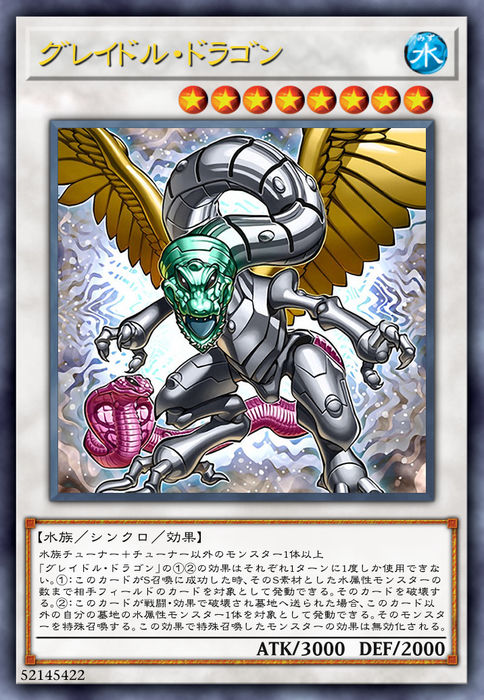 グレイドル・ドラゴン
みず
水
【水族／シンクロ／効果】
水族チューナー＋チューナー以外のモンスター1体以上
「グレイドル・ドラゴン」の①②の効果はそれぞれ1ターンに1度しか使用できな
い。①：このカードがS召喚に成功した時、そのS素材とした水属性モンスターの
数まで相手フィールドのカードを対象として発動できる。そのカードを破壊す
る。②：このカードが戦闘・効果で破壊され墓地へ送られた場合、このカード以
外の自分の墓地の水属性モンスター1体を対象として発動できる。そのモンスター
を特殊召喚する。この効果で特殊召喚したモンスターの効果は無効化される。
ATK/3000 DEF/2000
52145422